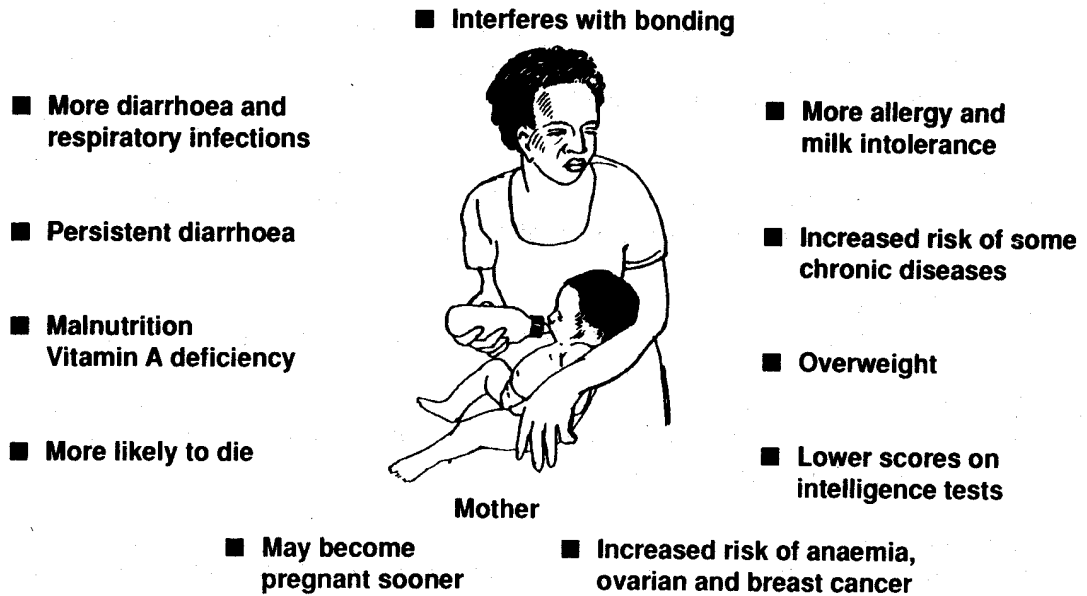 ■ Interferes with bonding
■ More diarrhoea and
respiratory infections
■ Persistent diarrhoea
■ Malnutrition
Vitamin A deficiency
■ More likely to die
■ More allergy and
milk intolerance
■ Increased risk of some
chronic diseases
■ Overweight
■ Lower scores on
intelligence tests
Mother
■ May become
pregnant sooner
■ Increased risk of anaemia,
ovarian and breast cancer